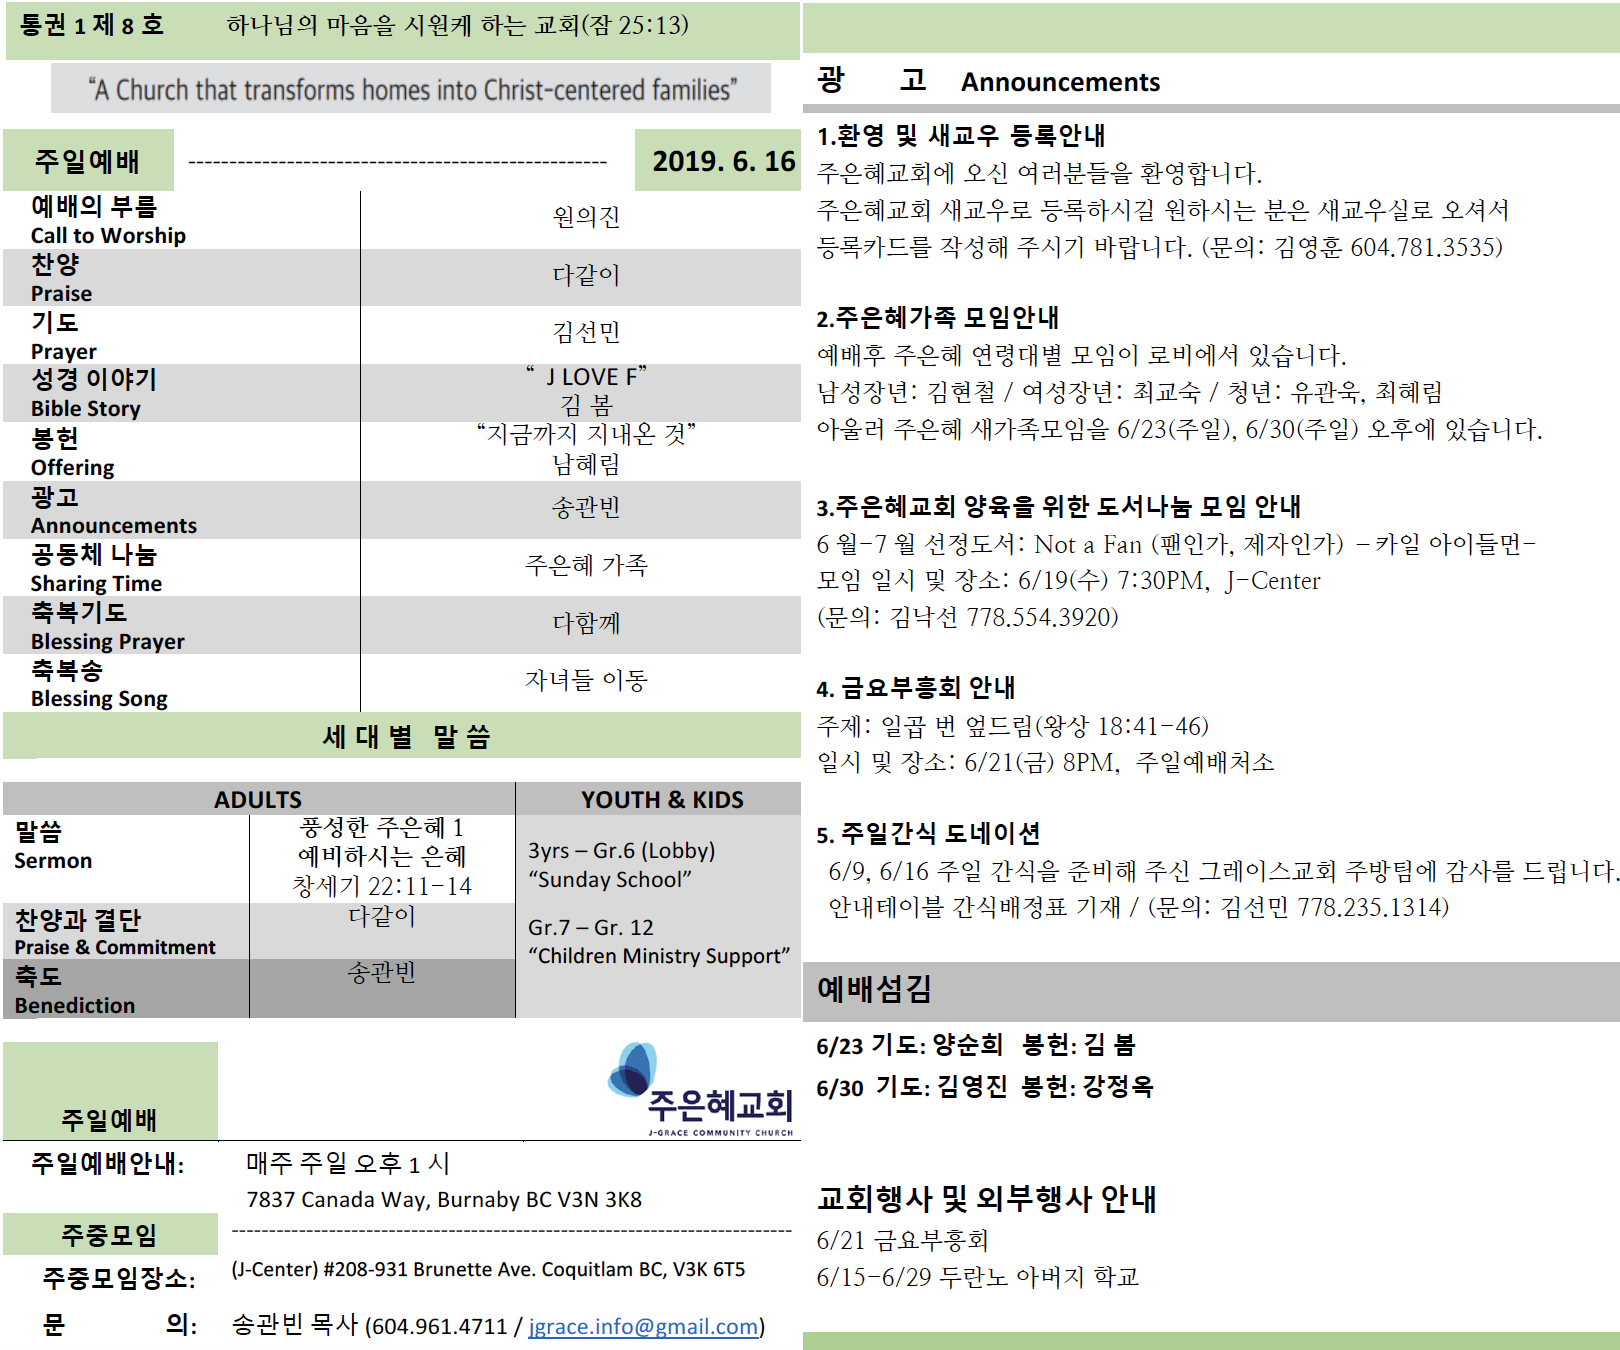 통권 1 제 8 호 하나님의 마음을 시원케 하는 교회(잠 25:13)
“A Church that transforms homes into Christ-centered families”
주일예배 ---------------------------------------------------- 2019. 6. 16
예배의 부름 원의진
Call to Worship
찬양 다같이
Praise
기도 김선민
Prayer
성경 이야기 “ J LOVE F”
Bible Story 김 봄
봉헌 “지금까지 지내온 것”
Offering 남혜림
광고 송관빈
Announcements
공동체 나눔 주은혜 가족
Sharing Time
축복기도 다함께
Blessing Prayer
축복송 자녀들 이동
Blessing Song
세 대 별 말 씀
ADULTS YOUTH & KIDS
말씀 풍성한 주은혜 1
Sermon 예비하시는 은혜
창세기 22:11-14
찬양과 결단 다같이
Praise & Commitment
축도 송관빈
Benediction
3yrs – Gr.6 (Lobby)
“Sunday School”
Gr.7 – Gr. 12
“Children Ministry Support”
주일예배
주은혜교회
J-GRACE COMMUNITY CHURCH
주일예배안내: 매주 주일 오후 1 시
7837 Canada Way, Burnaby BC V3N 3K8
주중모임 --------------------------------------------------------------------------
주중모임장소: (J-Center) #208-931 Brunette Ave. Coquitlam BC, V3K 6T5
문 의: 송관빈 목사 (604.961.4711 / jgrace.info@gmail.com)
광 고 Announcements
1.환영 및 새교우 등록안내
주은혜교회에 오신 여러분들을 환영합니다.
주은혜교회 새교우로 등록하시길 원하시는 분은 새교우실로 오셔서
등록카드를 작성해 주시기 바랍니다. (문의: 김영훈 604.781.3535)
2.주은혜가족 모임안내
예배후 주은혜 연령대별 모임이 로비에서 있습니다.
남성장년: 김현철 / 여성장년: 최교숙 / 청년: 유관욱, 최혜림
아울러 주은혜 새가족모임을 6/23(주일), 6/30(주일) 오후에 있습니다.
3.주은혜교회 양육을 위한 도서나눔 모임 안내
6 월-7 월 선정도서: Not a Fan (팬인가, 제자인가) -카일 아이들먼-
모임 일시 및 장소: 6/19(수) 7:30PM, J-Center
(문의: 김낙선 778.554.3920)
4. 금요부흥회 안내
주제: 일곱 번 엎드림(왕상 18:41-46)
일시 및 장소: 6/21(금) 8PM, 주일예배처소
5. 주일간식 도네이션
6/9, 6/16 주일 간식을 준비해 주신 그레이스교회 주방팀에 감사를 드립니다.
안내테이블 간식배정표 기재 / (문의: 김선민 778.235.1314)
예배섬김
6/23 기도: 양순희 봉헌: 김 봄
6/30 기도: 김영진 봉헌: 강정옥
교회행사 및 외부행사 안내
6/21 금요부흥회
6/15-6/29 두란노 아버지 학교